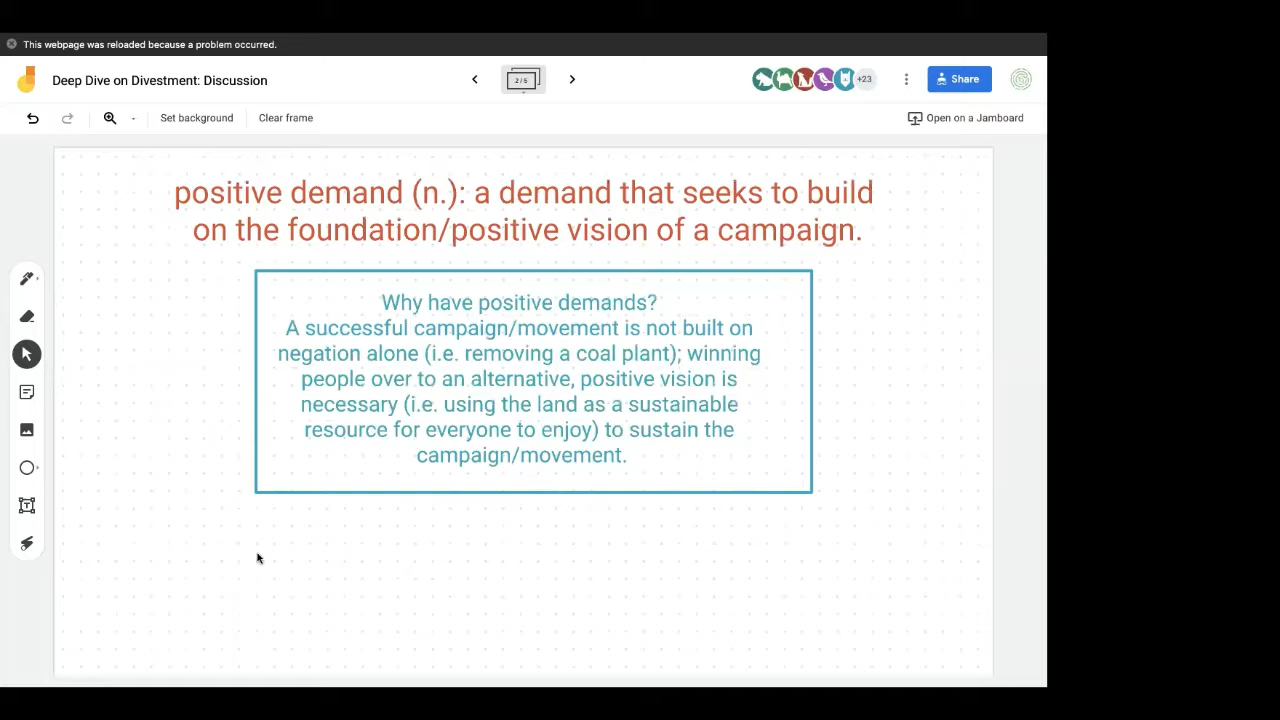 This webpage was reloaded because a problem occurred.
Deep Dive on Divestment: Discussion
2/5
+23
Share
Set background
Clear frame
Open on a Jamboard
positive demand (n.): a demand that seeks to build
on the foundation/positive vision of a campaign.
Why have positive demands?
A successful campaign/movement is not built on
negation alone (i.e. removing a coal plant); winning
people over to an alternative, positive vision is
necessary (i.e. using the land as a sustainable
resource for everyone to enjoy) to sustain the
campaign/movement.